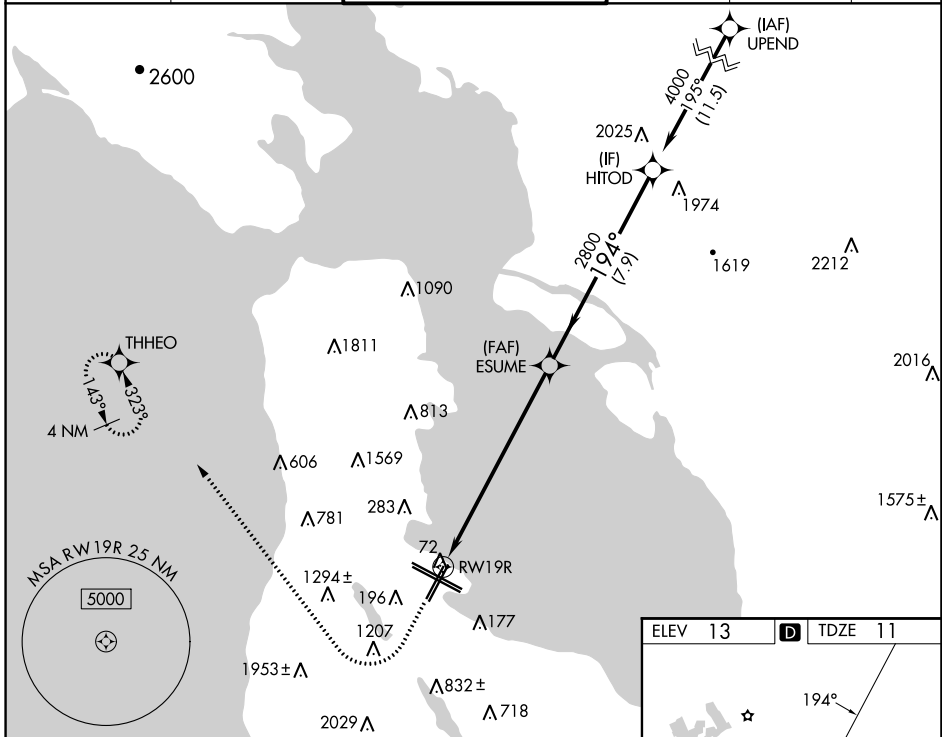 (IAF)
UPEND
2600
4000
195°
(11.5)
2025
(IF)
HITOD
1974
2800
194°
(7.9)
1619
2212
1090
1811
THHEO
(FAF)
ESUME
2016
143°
323°
4 NM
813
606
1569
283
781
1575±
72
RW19R
MSA RW19R 25 NM
5000
1294±
196
177
1207
1953±
832±
718
2029
ELEV 13
D
TDZE 11
194°